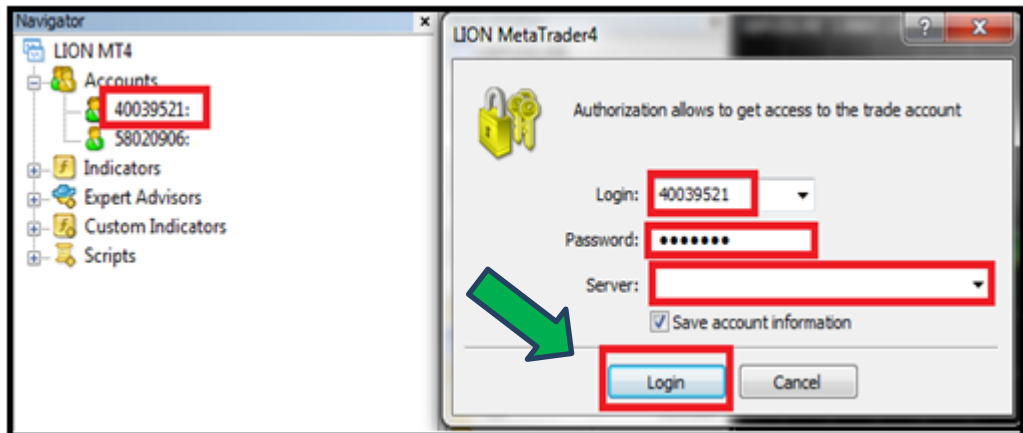 Navigator
LION MT4
Accounts
40039521:
58020906:
Indicators
Expert Advisors
Custom Indicators
Scripts
LION MetaTrader4
Authorization allows to get access to the trade account
Login: 40039521
Password: •••••••
Server:
Save account information
Login Cancel